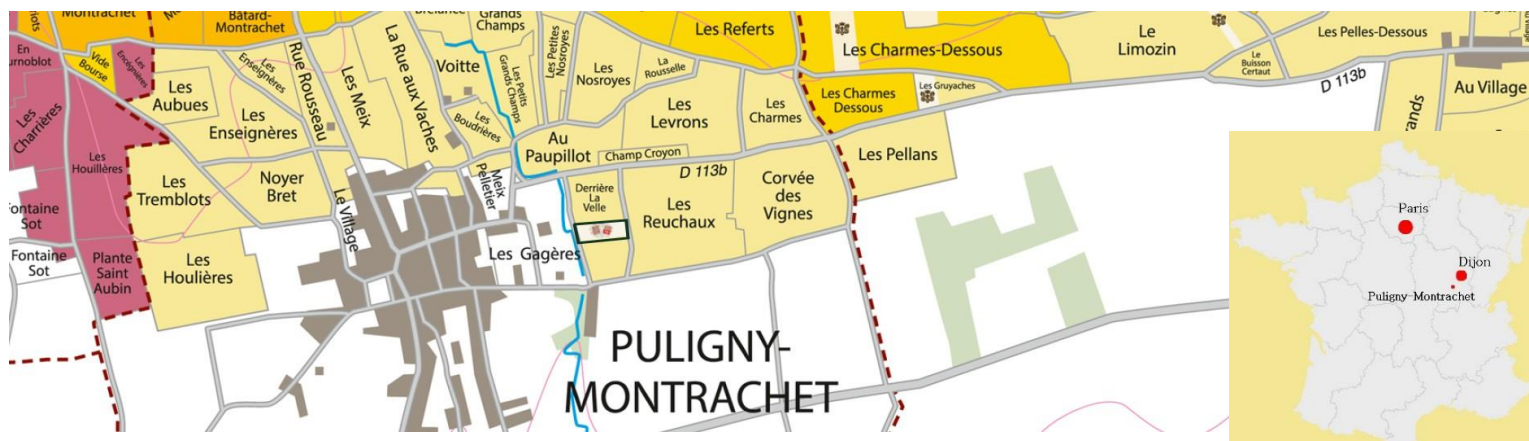 Montrachet
Bâtard-
Montrachet
Grands
Champs
Les Referts
Les Charmes-Dessous
Le
Limozin
Les Pelles-Dessous
En
Vide
Bourse
Les
Encégnières
Les
Aubues
Les
Enseignères
Rue Rousseau
Les Meix
La Rue aux Vaches
Voitte
Les Petits
Grands Champs
Les Petites
Nosroyes
Les
Nosroyes
La
Rousselle
Les Charmes
Dessous
Les Gruyaches
Le
Buisson
Certaut
D 113b
Au Village
Les
Charrières
Les
Enseignères
Les
Boudrières
Au
Paupillot
Les
Levrons
Les
Charmes
Les
Houillères
Les
Tremblots
Noyer
Bret
Le Village
Meix
Pelletier
Champ Croyon
D 113b
Les Pellans
Derrière
La
Velle
Les
Reuchaux
Corvée
des
Vignes
Fontaine
Sot
Fontaine
Sot
Plante
Saint
Aubin
Les
Houlières
Les Gagères
PULIGNY-
MONTRACHET
Paris
Dijon
Puligny-Montrachet